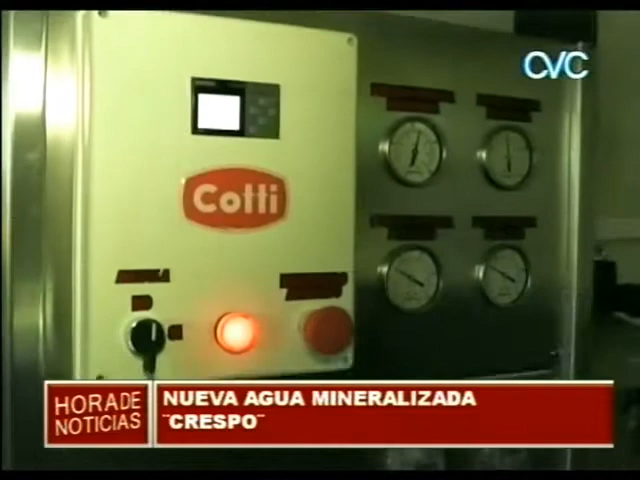 CVC
Cotti
HORA DE
NOTICIAS
NUEVA AGUA MINERALIZADA
¨CRESPO¨